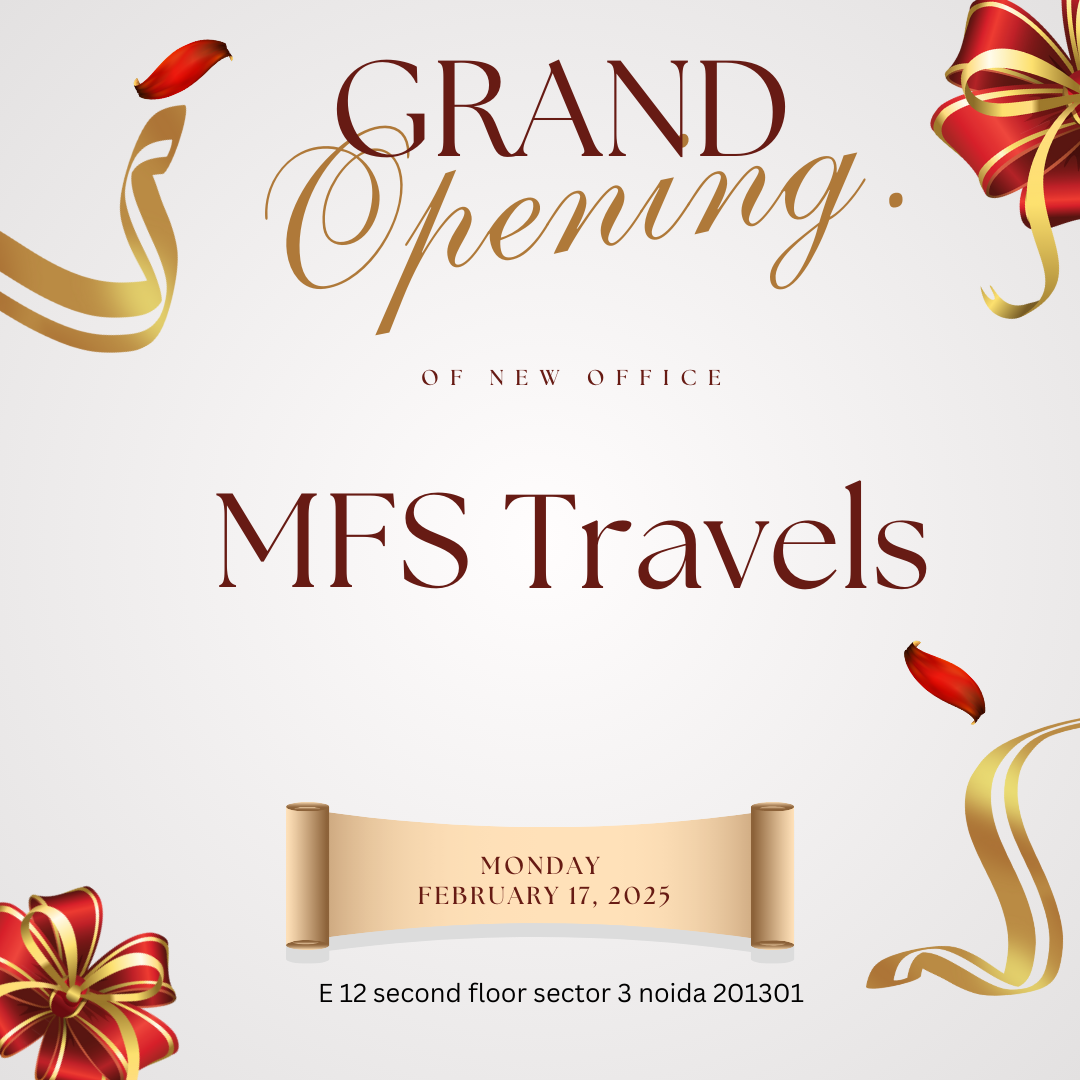 GRAND
Opening.
OF NEW OFFICE
MFS Travels
MONDAY
FEBRUARY 17, 2025
E 12 second floor sector 3 noida 201301